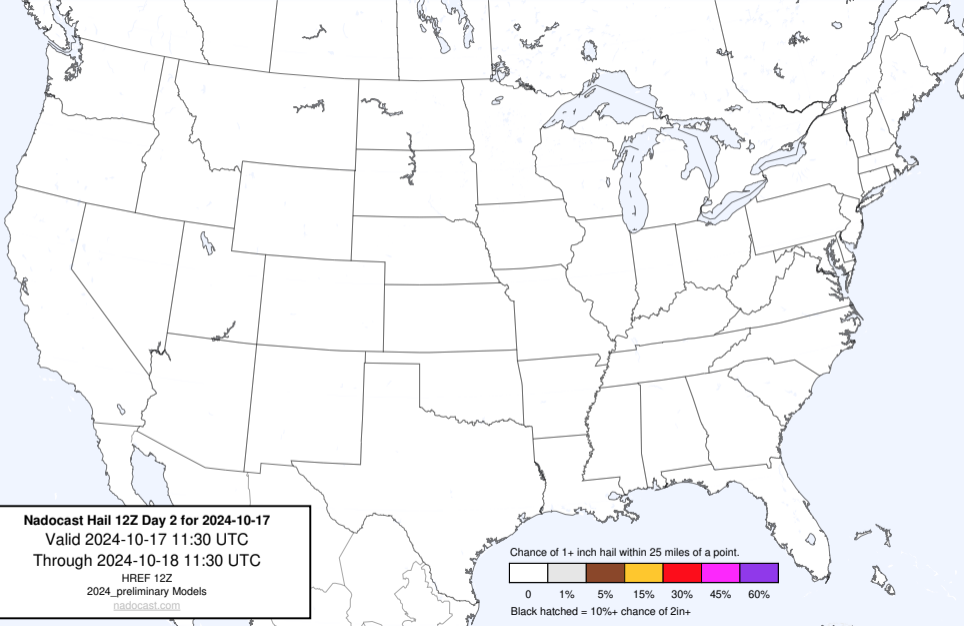 Nadocast Hail 12Z Day 2 for 2024-10-17
Valid 2024-10-17 11:30 UTC
Through 2024-10-18 11:30 UTC
HREF 12Z
2024_preliminary Models
nadocast.com
Chance of 1+ inch hail within 25 miles of a point.
0 1% 5% 15% 30% 45% 60%
Black hatched = 10%+ chance of 2in+